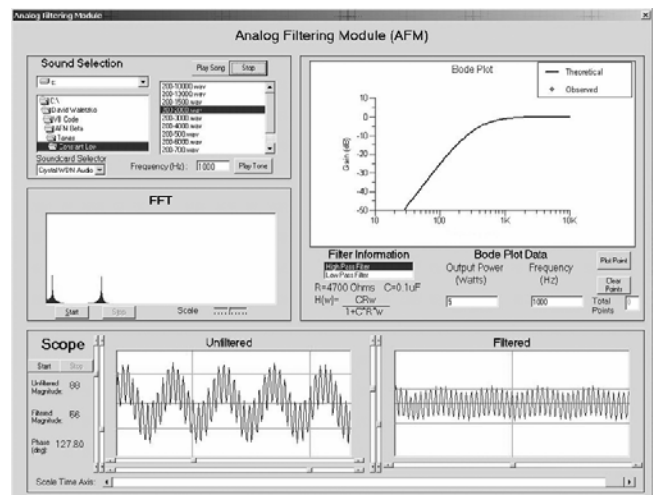 Analog Filtering Module
Analog Filtering Module (AFM)
Sound Selection
Play Song
Stop
c:
C:\
VB Code
AFM Beta
Tones
Constant Low
200-10000.wav
200-13000.wav
200-1500.wav
200-2000.wav
200-3000.wav
200-4000.wav
200-500.wav
200-6000.wav
200-700.wav
Soundcard Selector
Crystal WDM Audio
Frequency (Hz) :
1000
Play Tone
Bode Plot
Theoretical
Observed
Gain (dB)
10
0
-10
-20
-30
-40
-50
10
100
1K
10K
FFT
Start
Stop
Scale
Filter Information
High Pass Filter
Low Pass Filter
R=4700 Ohms C=0.1uF
H(w)= CRw
1+C*R*w
Bode Plot Data
Output Power (Watts)
Frequency (Hz)
5
1000
Plot Point
Clear Points
Total Points
0
Scope
Start
Stop
Unfiltered Magnitude:
88
Filtered Magnitude:
56
Phase (deg):
127.80
Unfiltered
Filtered
Scale Time Axis: